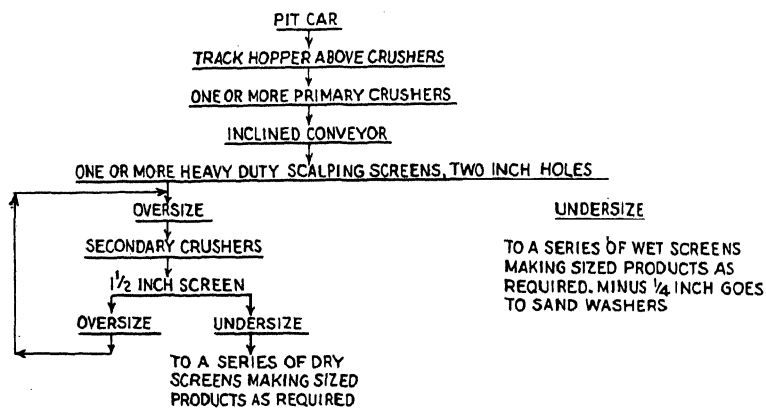 PIT CAR
TRACK HOPPER ABOVE CRUSHERS
ONE OR MORE PRIMARY CRUSHERS
INCLINED CONVEYOR
ONE OR MORE HEAVY DUTY SCALPING SCREENS, TWO INCH HOLES
OVERSIZE
SECONDARY CRUSHERS
1 1/2 INCH SCREEN
OVERSIZE
UNDERSIZE
TO A SERIES OF DRY
SCREENS MAKING SIZED
PRODUCTS AS REQUIRED
UNDERSIZE
TO A SERIES OF WET SCREENS
MAKING SIZED PRODUCTS AS
REQUIRED. MINUS 1/4 INCH GOES
TO SAND WASHERS